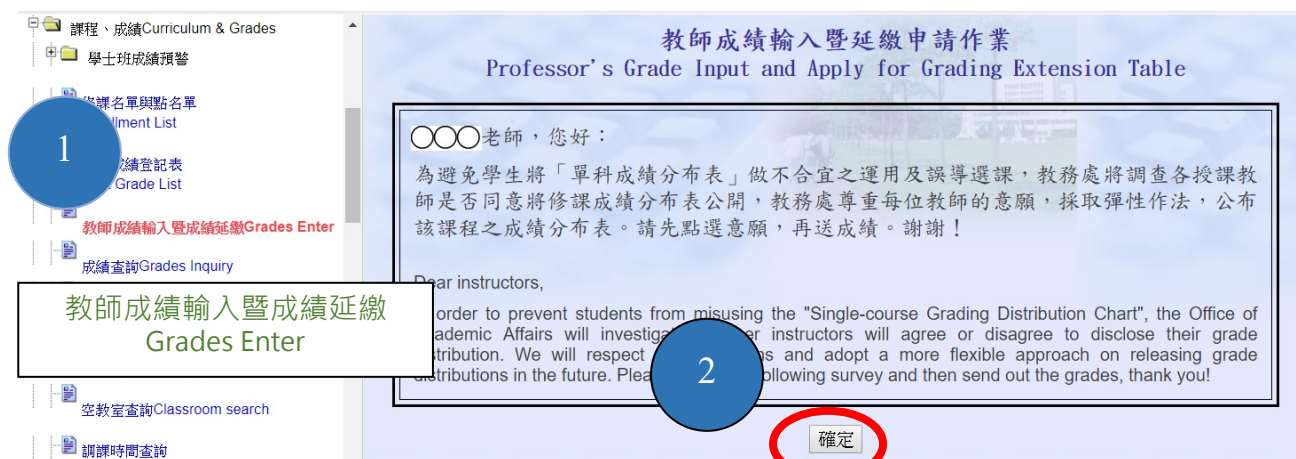 課程、成績Curriculum & Grades
學士班成績預警
修課名單與點名單
llment List
1
成績登記表
Grade List
教師成績輸入暨成績延繳Grades Enter
成績查詢Grades Inquiry
教師成績輸入暨成績延繳
Grades Enter
空教室查詢Classroom search
調課時間查詢
教師成績輸入暨延繳申請作業
Professor's Grade Input and Apply for Grading Extension Table
○○○老師，您好：
為避免學生將「單科成績分布表」做不合宜之運用及誤導選課，教務處將調查各授課教
師是否同意將修課成績分布表公開，教務處尊重每位教師的意願，採取彈性作法，公布
該課程之成績分布表。請先點選意願，再送成績。謝謝！
Dear instructors,
order to prevent students from misusing the "Single-course Grading Distribution Chart", the Office of
ademic Affairs will investigat er instructors will agree or disagree to disclose their grade
stribution. We will respect ns and adopt a more flexible approach on releasing grade
distributions in the future. Plea ollowing survey and then send out the grades, thank you!
2
確定